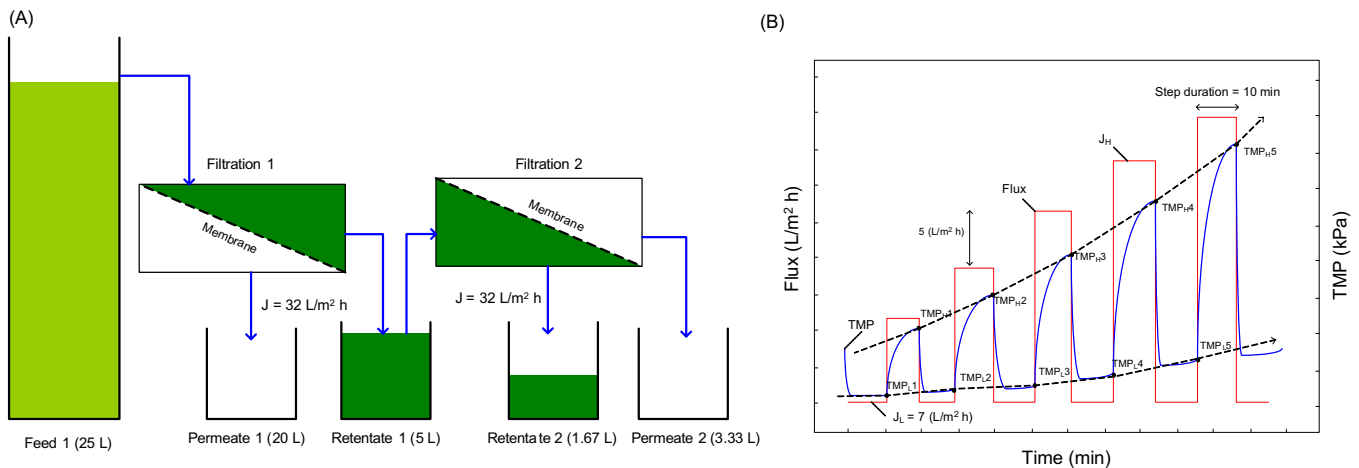 (A)
Filtration 1
Membrane
J = 32 L/m² h
Filtration 2
Membrane
J = 32 L/m² h
Feed 1 (25 L)
Permeate 1 (20 L)
Retentate 1 (5 L)
Retentate 2 (1.67 L)
Permeate 2 (3.33 L)
(B)
Flux (L/m² h)
TMP (kPa)
Time (min)
Step duration = 10 min
J_H
Flux
5 (L/m² h)
TMP
TMP_H1
TMP_H2
TMP_H3
TMP_H4
TMP_H5
TMP_L1
TMP_L2
TMP_L3
TMP_L4
TMP_L5
J_L = 7 (L/m² h)